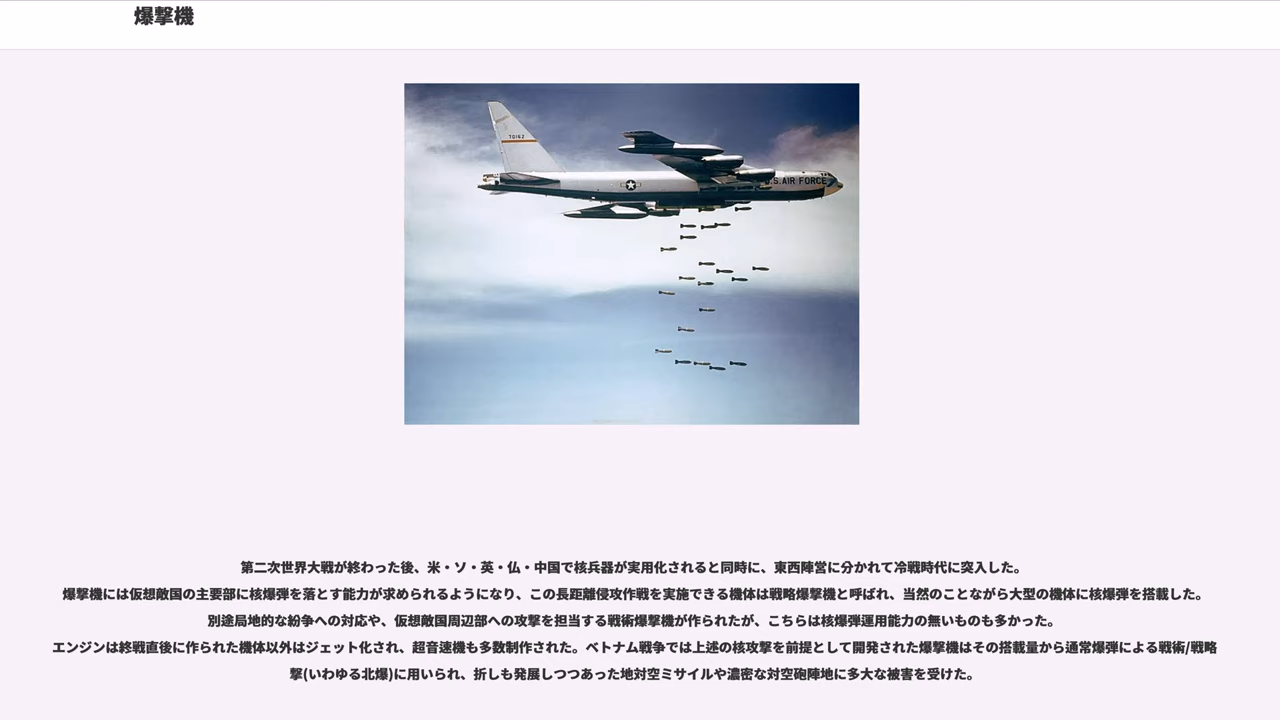 爆撃機
70162
U.S.AIR FORCE
第二次世界大戦が終わった後、米・ソ・英・仏・中国で核兵器が実用化されると同時に、東西陣営に分かれて冷戦時代に突入した。
爆撃機には仮想敵国の主要部に核爆弾を落とす能力が求められるようになり、この長距離侵攻作戦を実施できる機体は戦略爆撃機と呼ばれ、当然のことながら大型の機体に核爆弾を搭載した。
別途局地的な紛争への対応や、仮想敵国周辺部への攻撃を担当する戦術爆撃機が作られたが、こちらは核爆弾運用能力の無いものも多かった。
エンジンは終戦直後に作られた機体以外はジェット化され、超音速機も多数制作された。ベトナム戦争では上述の核攻撃を前提として開発された爆撃機はその搭載量から通常爆弾による戦術/戦略
撃(いわゆる北爆)に用いられ、折しも発展しつつあった地対空ミサイルや濃密な対空砲陣地に多大な被害を受けた。